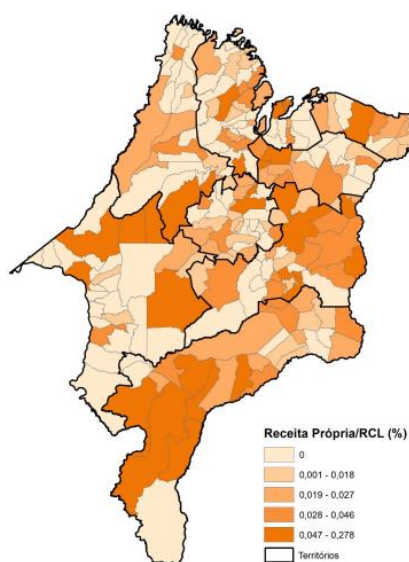 Receita Própria/RCL (%)
0
0,001 - 0,018
0,019 - 0,027
0,028 - 0,046
0,047 - 0,278
Territórios